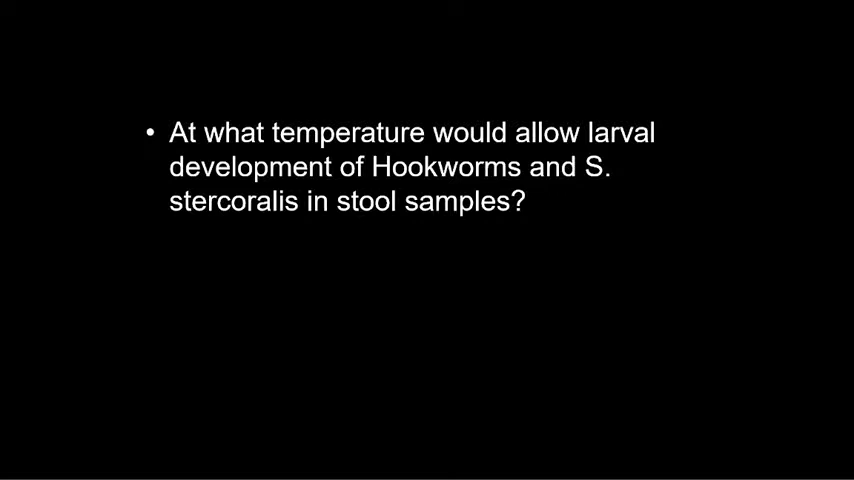 • At what temperature would allow larval
development of Hookworms and S.
stercoralis in stool samples?